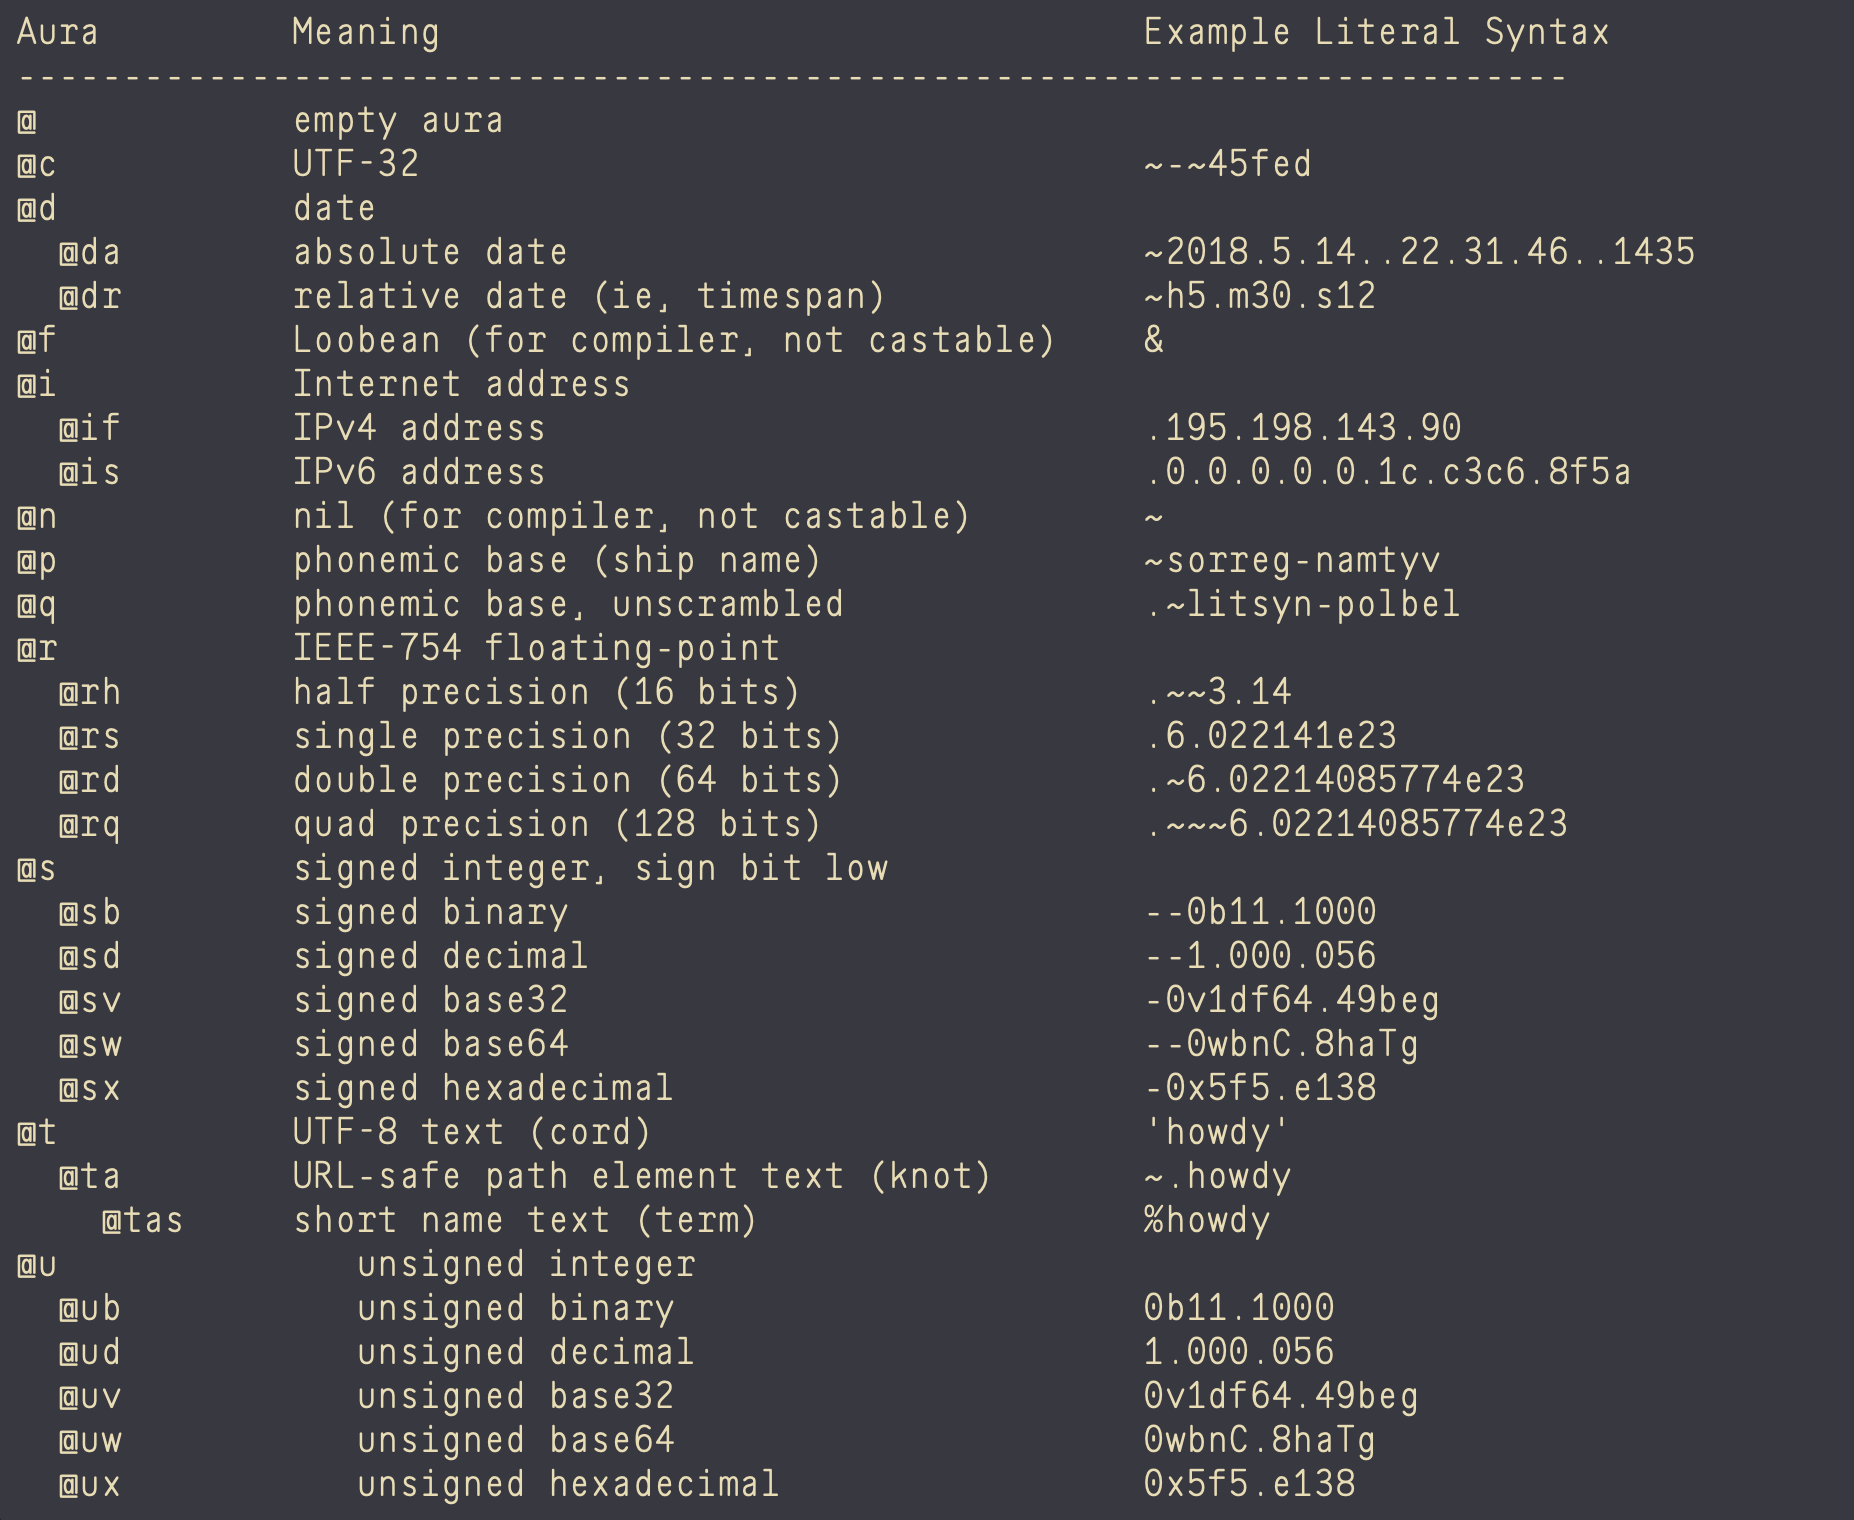 Aura Meaning Example Literal Syntax
-------------------------------------------------------------------------
@ empty aura
@c UTF-32 ~-~45fed
@d date
@da absolute date ~2018.5.14..22.31.46..1435
@dr relative date (ie, timespan) ~h5.m30.s12
@f Loobean (for compiler, not castable) &
@i Internet address
@if IPv4 address .195.198.143.90
@is IPv6 address .0.0.0.0.0.1c.c3c6.8f5a
@n nil (for compiler, not castable) ~
@p phonemic base (ship name) ~sorreg-namtyv
@q phonemic base, unscrambled .~litsyn-polbel
@r IEEE-754 floating-point
@rh half precision (16 bits) .~~3.14
@rs single precision (32 bits) .6.022141e23
@rd double precision (64 bits) .~6.02214085774e23
@rq quad precision (128 bits) .~~~6.02214085774e23
@s signed integer, sign bit low
@sb signed binary --0b11.1000
@sd signed decimal --1.000.056
@sv signed base32 -0v1df64.49beg
@sw signed base64 --0wbnC.8haTg
@sx signed hexadecimal -0x5f5.e138
@t UTF-8 text (cord) 'howdy'
@ta URL-safe path element text (knot) ~.howdy
@tas short name text (term) %howdy
@u unsigned integer
@ub unsigned binary 0b11.1000
@ud unsigned decimal 1.000.056
@uv unsigned base32 0v1df64.49beg
@uw unsigned base64 0wbnC.8haTg
@ux unsigned hexadecimal 0x5f5.e138